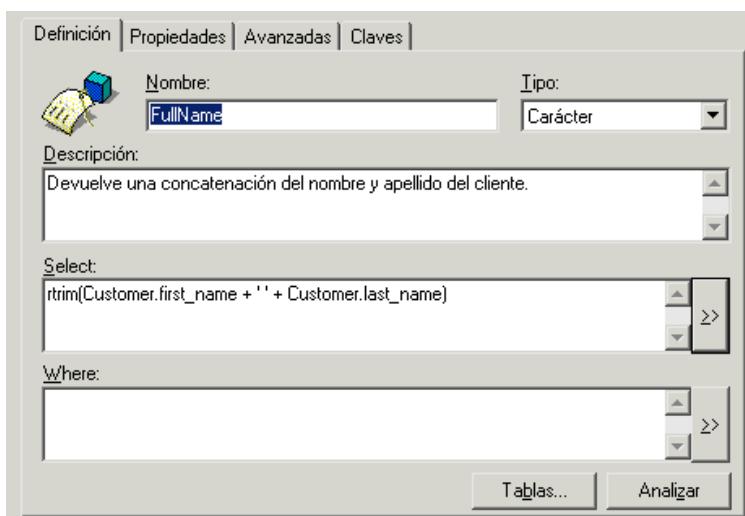 Definición Propiedades Avanzadas Claves
Nombre: Tipo:
FullName Carácter
Descripción:
Devuelve una concatenación del nombre y apellido del cliente.
Select:
rtrim(Customer.first_name + ' ' + Customer.last_name)
>>
Where:
>>
Tablas... Analizar